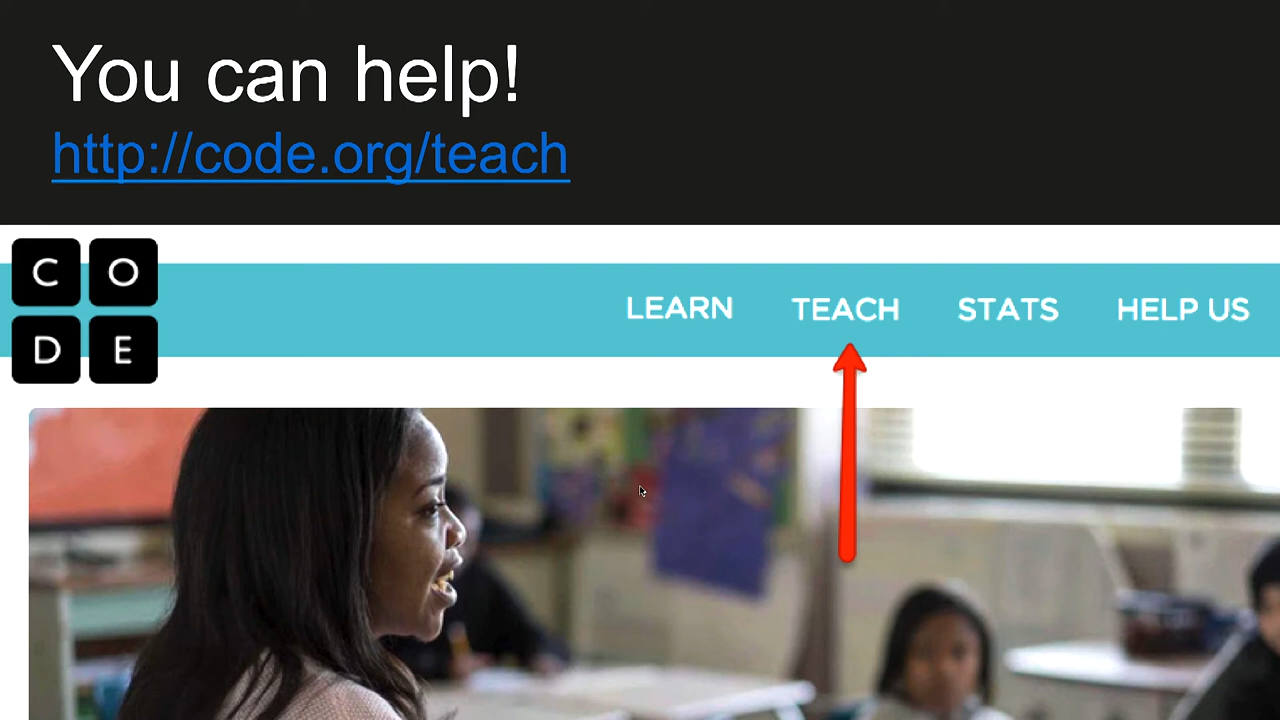 You can help!
http://code.org/teach
C O
D E
LEARN TEACH STATS HELP US